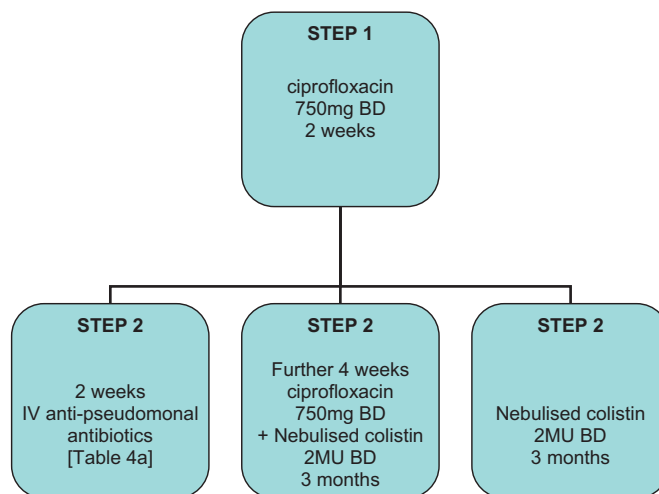 STEP 1
ciprofloxacin
750mg BD
2 weeks
STEP 2
2 weeks
IV anti-pseudomonal
antibiotics
[Table 4a]
STEP 2
Further 4 weeks
ciprofloxacin
750mg BD
+ Nebulised colistin
2MU BD
3 months
STEP 2
Nebulised colistin
2MU BD
3 months